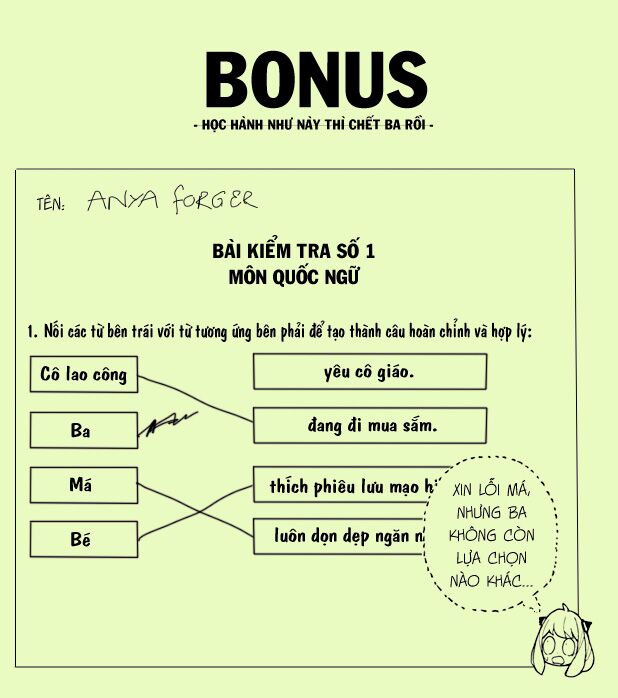 BONUS
- HỌC HÀNH NHƯ NÀY THÌ CHẾT BA RỒI -
TÊN: ANYA FORGER
BÀI KIỂM TRA SỐ 1
MÔN QUỐC NGỮ
1. Nối các từ bên trái với từ tương ứng bên phải để tạo thành câu hoàn chỉnh và hợp lý:
Cô lao công
yêu cô giáo.
Ba
đang đi mua sắm.
Má
thích phiêu lưu mạo
Bé
luôn dọn dẹp ngăn
XIN LỖI MÁ,
NHƯNG BA
KHÔNG CÒN
LỰA CHỌN
NÀO KHÁC...